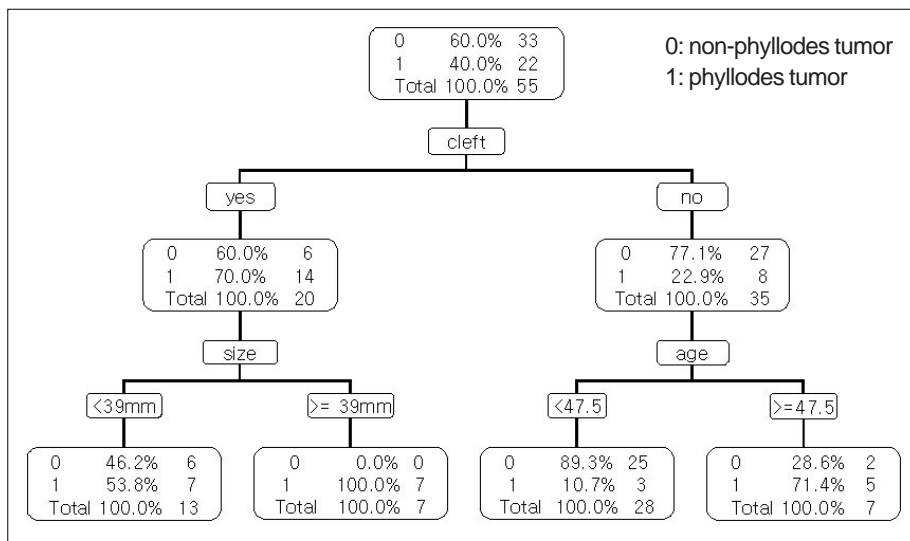 0 60.0% 33
1 40.0% 22
Total 100.0% 55
0: non-phyllodes tumor
1: phyllodes tumor
cleft
yes
no
0 60.0% 6
1 70.0% 14
Total 100.0% 20
0 77.1% 27
1 22.9% 8
Total 100.0% 35
size
age
<39mm
>= 39mm
<47.5
>=47.5
0 46.2% 6
1 53.8% 7
Total 100.0% 13
0 0.0% 0
1 100.0% 7
Total 100.0% 7
0 89.3% 25
1 10.7% 3
Total 100.0% 28
0 28.6% 2
1 71.4% 5
Total 100.0% 7